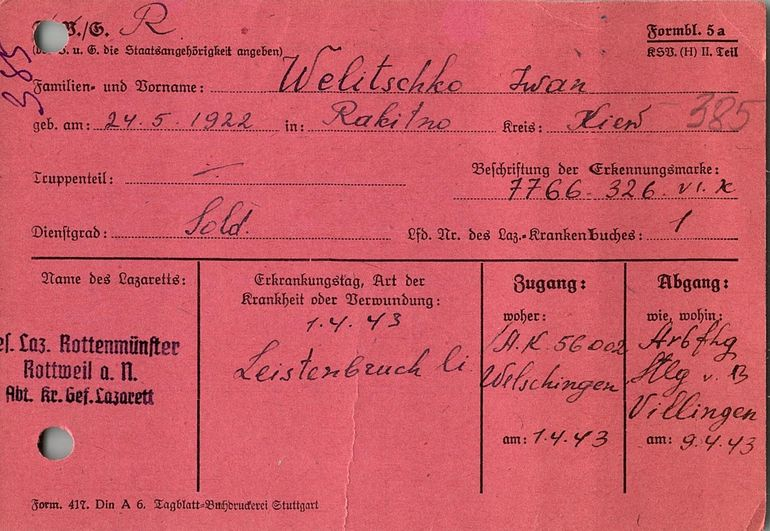 /G. R
Formbl. 5a
(bei J. u. G. die Staatsangehörigkeit angeben)
KSV. (H) II. Teil
385
Familien- und Vorname: Welitschko Iwan
geb. am: 24. 5. 1922 in: Rakitno Kreis: Kiew 385
Truppenteil: ·/·
Beschriftung der Erkennungsmarke:
7766. 326. VI. K
Dienstgrad: Sold.
Lfd. Nr. des Laz.-Krankenbuches: 1
Name des Lazaretts:
Gef. Laz. Rottenmünster
Rottweil a. N.
Abt. Kr. Gef. Lazarett
Erkrankungstag, Art der
Krankheit oder Verwundung:
1. 4. 43
Leistenbruch li.
Zugang:
woher:
A. K. 56002
Welschingen
am: 1. 4. 43
Abgang:
wie, wohin:
Arbfhg
Stlg v. B
Villingen
am: 9. 4. 43
Form. 417. Din A 6. Tagblatt-Buchdruckerei Stuttgart